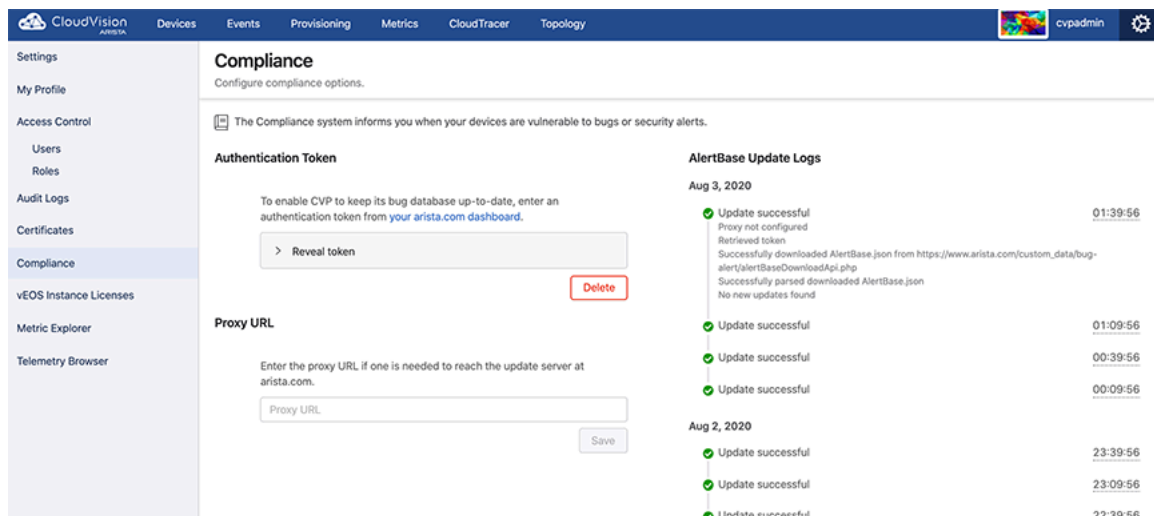 CloudVision
ARISTA
Devices
Events
Provisioning
Metrics
CloudTracer
Topology
cvpadmin
Settings
My Profile
Access Control
Users
Roles
Audit Logs
Certificates
Compliance
vEOS Instance Licenses
Metric Explorer
Telemetry Browser
Compliance
Configure compliance options.
The Compliance system informs you when your devices are vulnerable to bugs or security alerts.
Authentication Token
To enable CVP to keep its bug database up-to-date, enter an
authentication token from your arista.com dashboard.
Reveal token
Delete
Proxy URL
Enter the proxy URL if one is needed to reach the update server at
arista.com.
Proxy URL
Save
AlertBase Update Logs
Aug 3, 2020
Update successful 01:39:56
Proxy not configured
Retrieved token
Successfully downloaded AlertBase.json from https://www.arista.com/custom_data/bug-
alert/alertBaseDownloadApi.php
Successfully parsed downloaded AlertBase.json
No new updates found
Update successful 01:09:56
Update successful 00:39:56
Update successful 00:09:56
Aug 2, 2020
Update successful 23:39:56
Update successful 23:09:56
Update successful 22:39:56